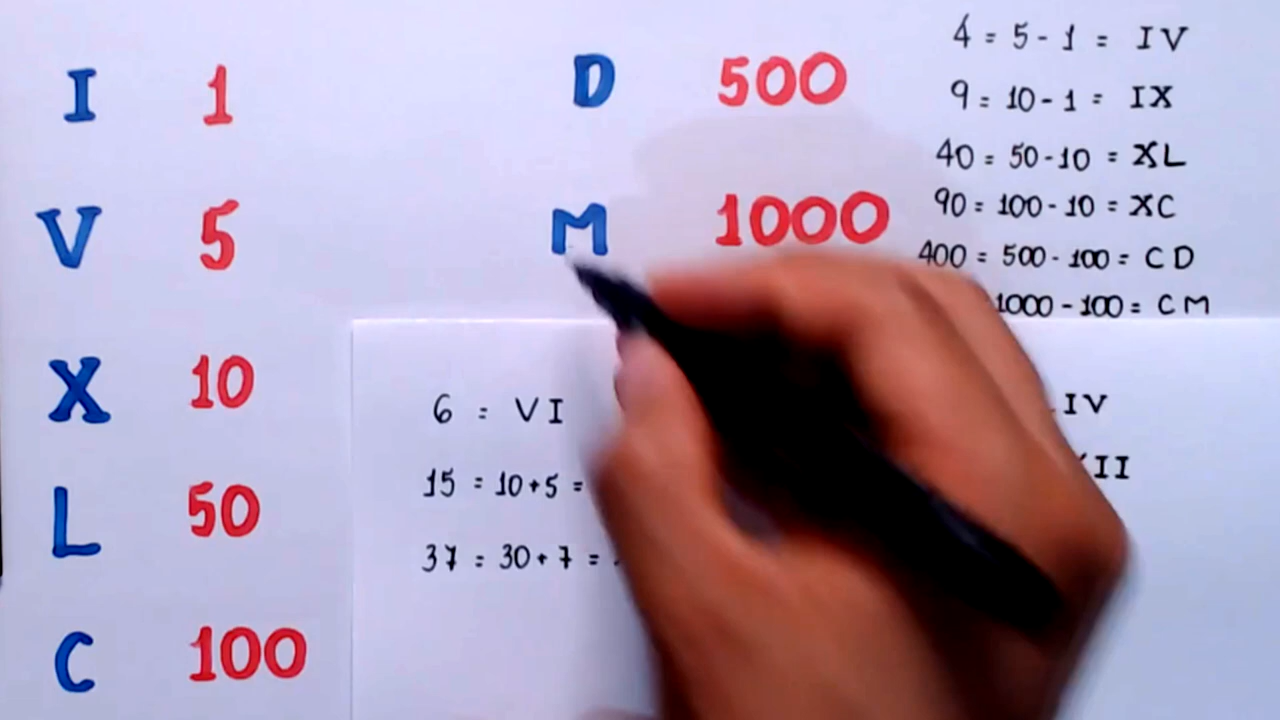 I 1
V 5
X 10
L 50
C 100
D 500
M 1000
4 = 5 - 1 = IV
9 = 10 - 1 = IX
40 = 50 - 10 = XL
90 = 100 - 10 = XC
400 = 500 - 100 = CD
1000 - 100 = CM
6 = VI
15 = 10 + 5 =
37 = 30 + 7 =
IV
II